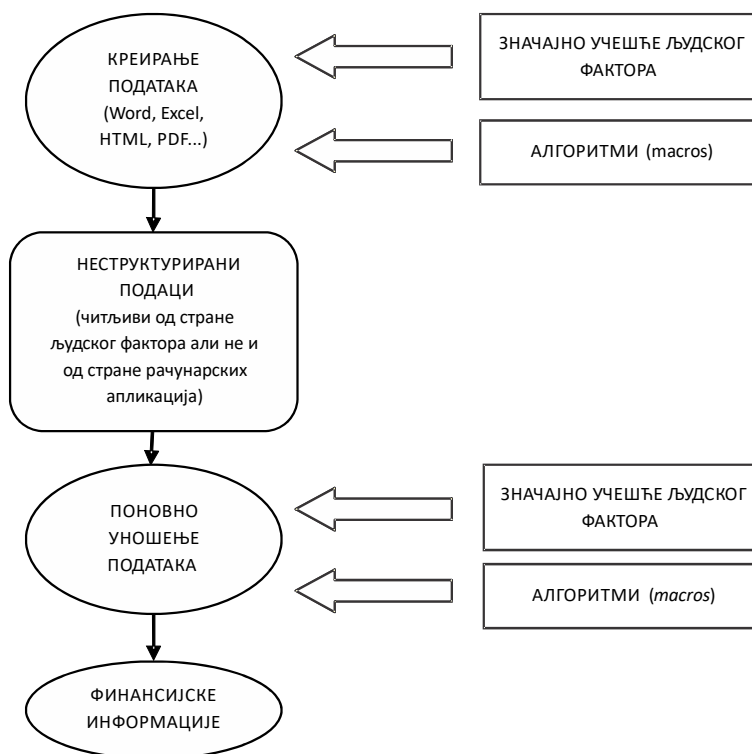 КРЕИРАЊЕ
ПОДАТАКА
(Word, Excel,
HTML, PDF...)
ЗНАЧАЈНО УЧЕШЋЕ ЉУДСКОГ
ФАКТОРА
АЛГОРИТМИ (macros)
НЕСТРУКТУРИРАНИ
ПОДАЦИ
(читљиви од стране
људског фактора али не и
од стране рачунарских
апликација)
ПОНОВНО
УНОШЕЊЕ
ПОДАТАКА
ЗНАЧАЈНО УЧЕШЋЕ ЉУДСКОГ
ФАКТОРА
АЛГОРИТМИ (macros)
ФИНАНСИЈСКЕ
ИНФОРМАЦИЈЕ